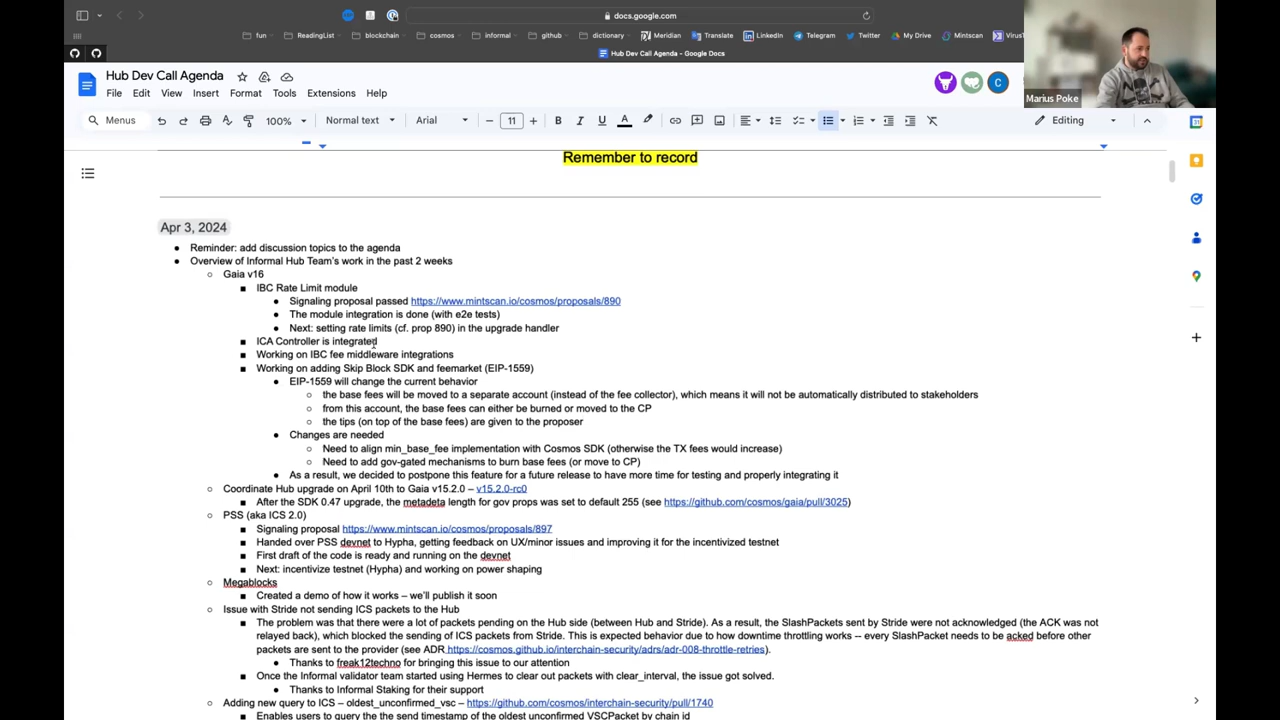 docs.google.com
fun
ReadingList
blockchain
cosmos
informal
github
dictionary
Meridian
Translate
LinkedIn
Telegram
Twitter
My Drive
Mintscan
VirusT
Hub Dev Call Agenda - Google Docs
Hub Dev Call Agenda
File Edit View Insert Format Tools Extensions Help
C
Marius Poke
Menus 100% Normal text Arial 11 B I U A Editing
Remember to record
Apr 3, 2024
Reminder: add discussion topics to the agenda
Overview of Informal Hub Team's work in the past 2 weeks
Gaia v16
IBC Rate Limit module
Signaling proposal passed https://www.mintscan.io/cosmos/proposals/890
The module integration is done (with e2e tests)
Next: setting rate limits (cf. prop 890) in the upgrade handler
ICA Controller is integrated
Working on IBC fee middleware integrations
Working on adding Skip Block SDK and feemarket (EIP-1559)
EIP-1559 will change the current behavior
the base fees will be moved to a separate account (instead of the fee collector), which means it will not be automatically distributed to stakeholders
from this account, the base fees can either be burned or moved to the CP
the tips (on top of the base fees) are given to the proposer
Changes are needed
Need to align min_base_fee implementation with Cosmos SDK (otherwise the TX fees would increase)
Need to add gov-gated mechanisms to burn base fees (or move to CP)
As a result, we decided to postpone this feature for a future release to have more time for testing and properly integrating it
Coordinate Hub upgrade on April 10th to Gaia v15.2.0 – v15.2.0-rc0
After the SDK 0.47 upgrade, the metadeta length for gov props was set to default 255 (see https://github.com/cosmos/gaia/pull/3025)
PSS (aka ICS 2.0)
Signaling proposal https://www.mintscan.io/cosmos/proposals/897
Handed over PSS devnet to Hypha, getting feedback on UX/minor issues and improving it for the incentivized testnet
First draft of the code is ready and running on the devnet
Next: incentivize testnet (Hypha) and working on power shaping
Megablocks
Created a demo of how it works – we'll publish it soon
Issue with Stride not sending ICS packets to the Hub
The problem was that there were a lot of packets pending on the Hub side (between Hub and Stride). As a result, the SlashPackets sent by Stride were not acknowledged (the ACK was
not relayed back), which blocked the sending of ICS packets from Stride. This is expected behavior due to how downtime throttling works -- every SlashPacket needs to be acked before other
packets are sent to the provider (see ADR https://cosmos.github.io/interchain-security/adrs/adr-008-throttle-retries).
Thanks to freak12techno for bringing this issue to our attention
Once the Informal validator team started using Hermes to clear out packets with clear_interval, the issue got solved.
Thanks to Informal Staking for their support
Adding new query to ICS – oldest_unconfirmed_vsc – https://github.com/cosmos/interchain-security/pull/1740
Enables users to query the the send timestamp of the oldest unconfirmed VSCPacket by chain id